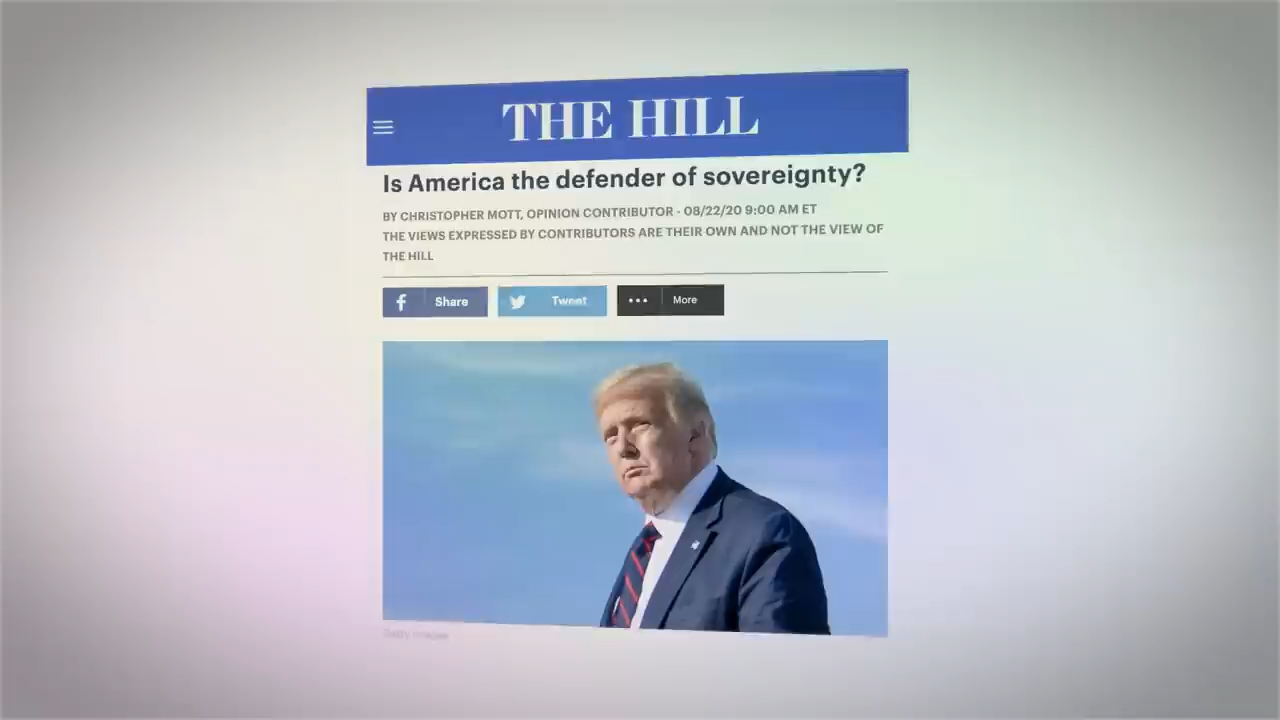 THE HILL
Is America the defender of sovereignty?
BY CHRISTOPHER MOTT, OPINION CONTRIBUTOR - 08/22/20 9:00 AM ET
THE VIEWS EXPRESSED BY CONTRIBUTORS ARE THEIR OWN AND NOT THE VIEW OF
THE HILL
Share Tweet More
Getty Images